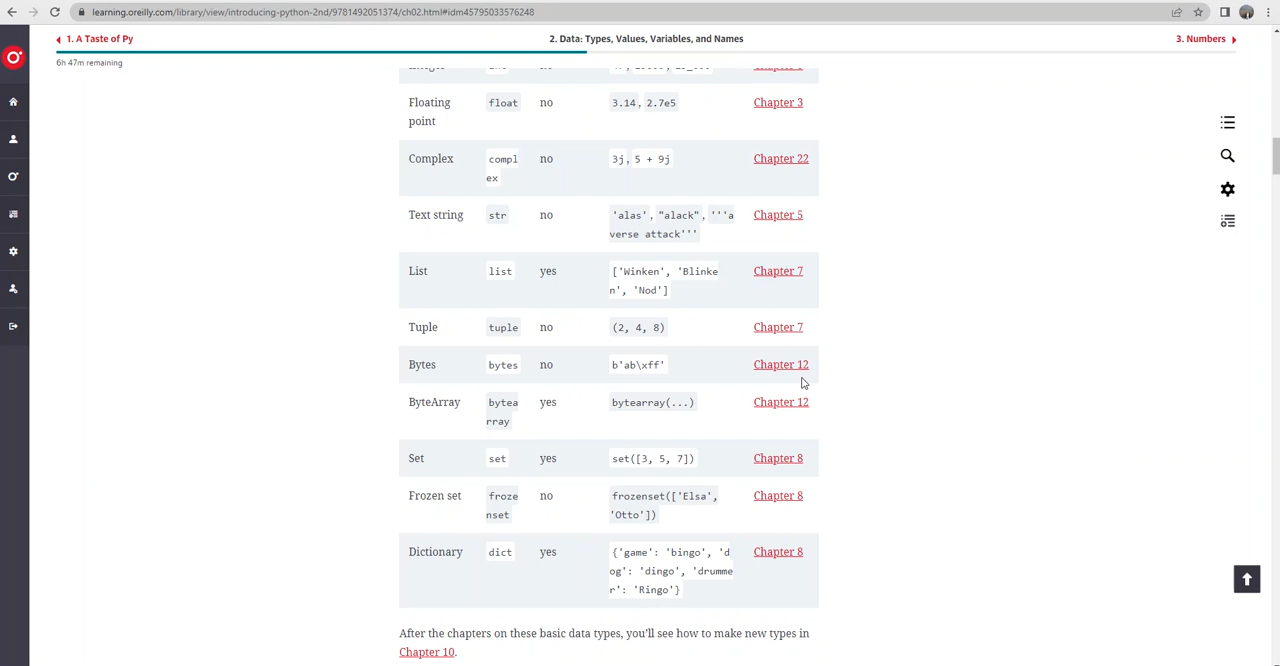 learning.oreilly.com/library/view/introducing-python-2nd/9781492051374/ch02.html#idm45795033576248
1. A Taste of Py
2. Data: Types, Values, Variables, and Names
3. Numbers
6h 47m remaining
Floating point float no 3.14, 2.7e5 Chapter 3
Complex compl no 3j, 5 + 9j Chapter 22
ex
Text string str no 'alas', "alack", '''a Chapter 5
verse attack'''
List list yes ['Winken', 'Blinke Chapter 7
n', 'Nod']
Tuple tuple no (2, 4, 8) Chapter 7
Bytes bytes no b'ab\xff' Chapter 12
ByteArray bytea yes bytearray(...) Chapter 12
rray
Set set yes set([3, 5, 7]) Chapter 8
Frozen set froze no frozenset(['Elsa', Chapter 8
nset 'Otto'])
Dictionary dict yes {'game': 'bingo', 'd Chapter 8
og': 'dingo', 'drumme
r': 'Ringo'}
After the chapters on these basic data types, you'll see how to make new types in
Chapter 10.